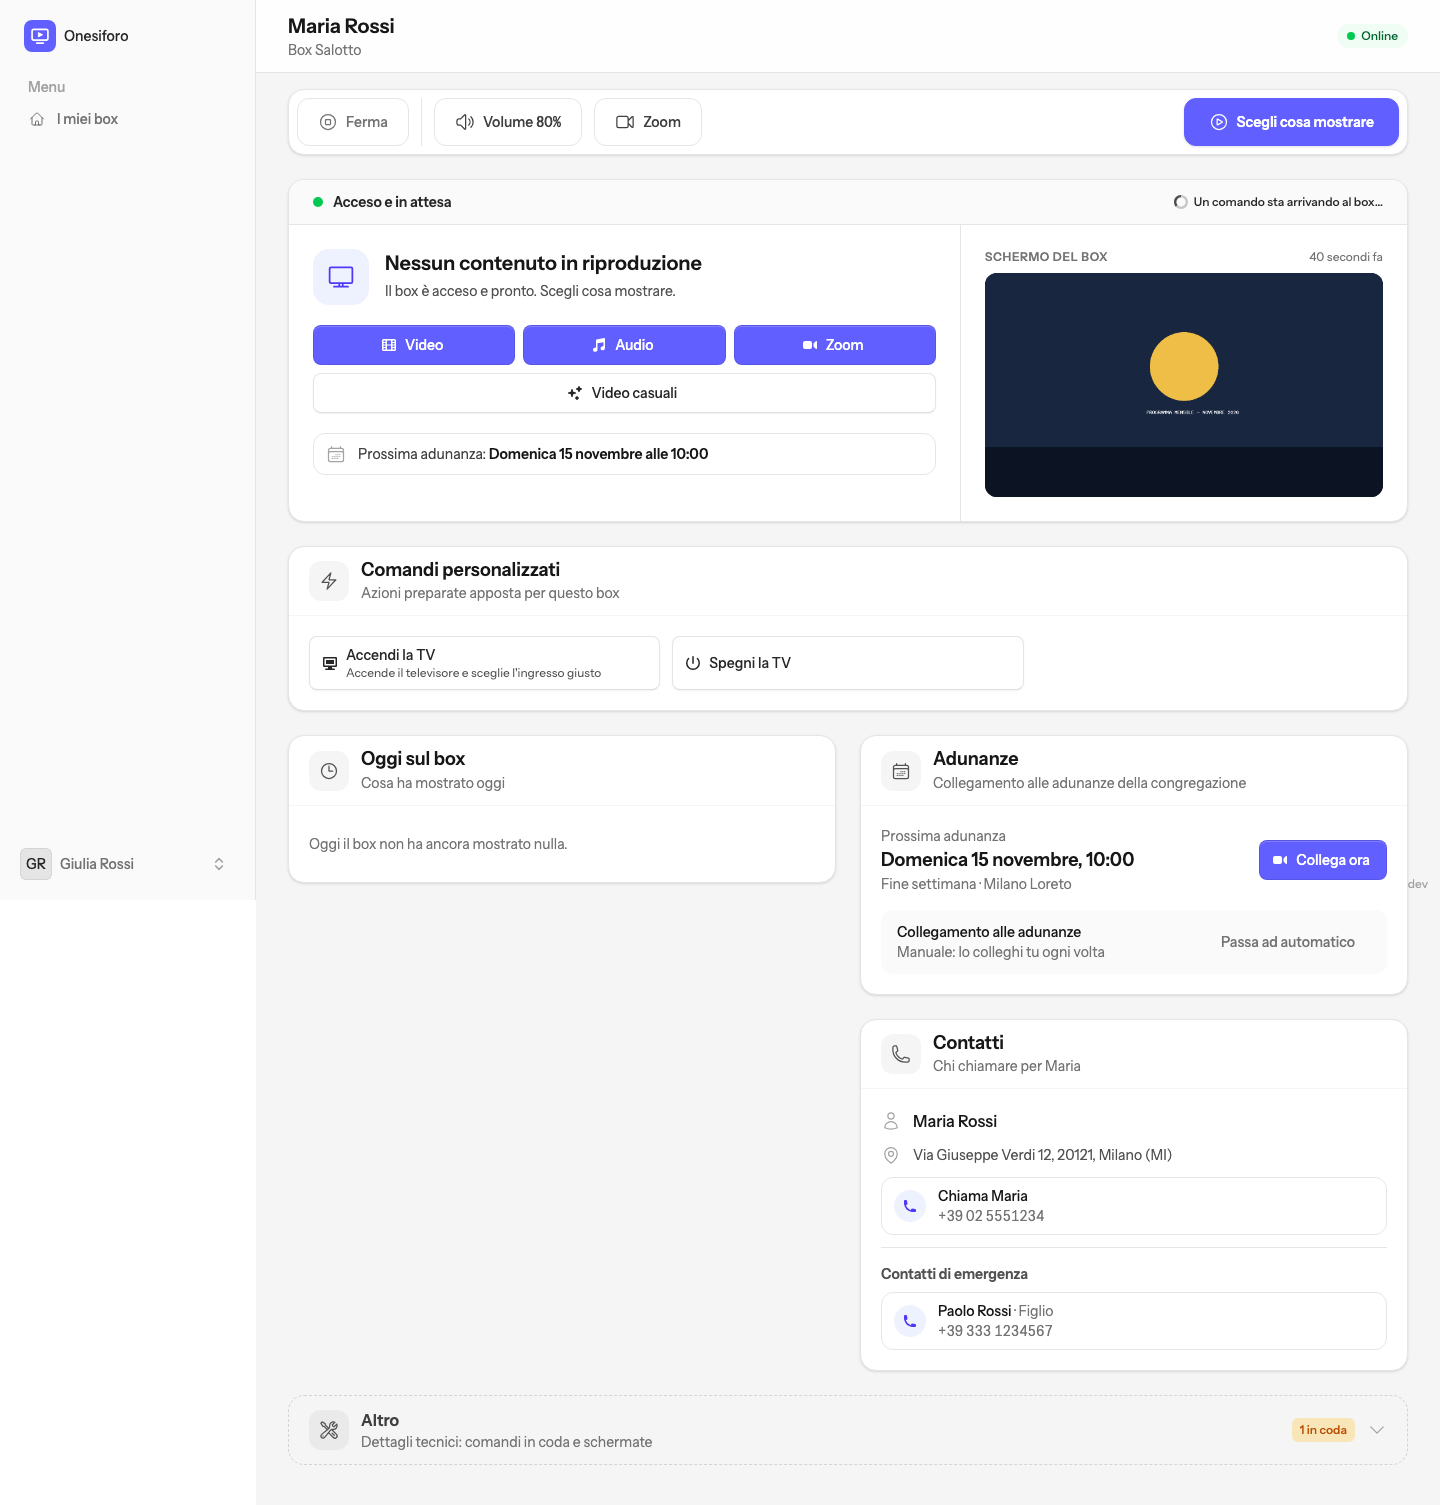 Onesiforo
Menu
I miei box
GR
Giulia Rossi
Maria Rossi
Box Salotto
Online
Ferma
Volume 80%
Zoom
Scegli cosa mostrare
Acceso e in attesa
Un comando sta arrivando al box…
Nessun contenuto in riproduzione
Il box è acceso e pronto. Scegli cosa mostrare.
Video
Audio
Zoom
Video casuali
Prossima adunanza: Domenica 15 novembre alle 10:00
SCHERMO DEL BOX
40 secondi fa
PROGRAMMA MENSILE — NOVEMBRE 2026
Comandi personalizzati
Azioni preparate apposta per questo box
Accendi la TV
Accende il televisore e sceglie l'ingresso giusto
Spegni la TV
Oggi sul box
Cosa ha mostrato oggi
Oggi il box non ha ancora mostrato nulla.
Adunanze
Collegamento alle adunanze della congregazione
Prossima adunanza
Domenica 15 novembre, 10:00
Fine settimana · Milano Loreto
Collega ora
dev
Collegamento alle adunanze
Manuale: lo colleghi tu ogni volta
Passa ad automatico
Contatti
Chi chiamare per Maria
Maria Rossi
Via Giuseppe Verdi 12, 20121, Milano (MI)
Chiama Maria
+39 02 5551234
Contatti di emergenza
Paolo Rossi · Figlio
+39 333 1234567
Altro
Dettagli tecnici: comandi in coda e schermate
1 in coda